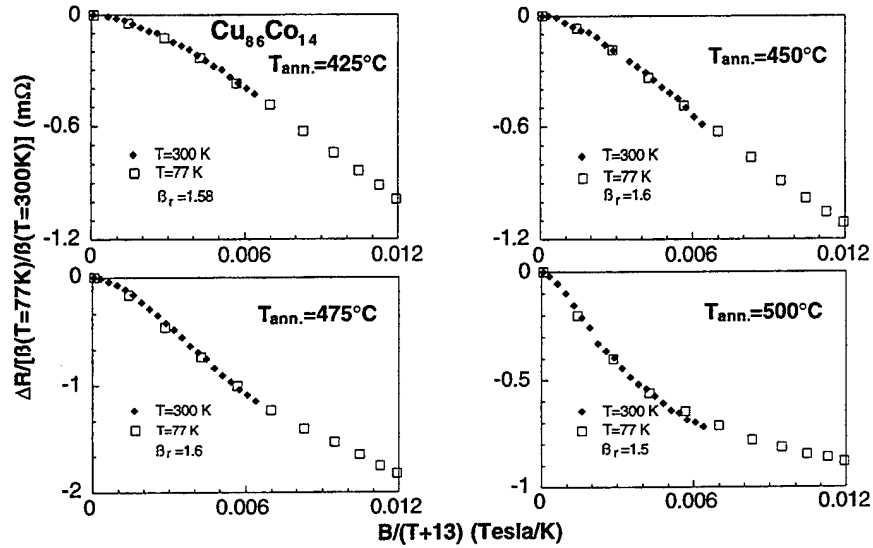 ΔR/[β(T=77K)/β(T=300K)] (mΩ)
0
-0.6
-1.2
0
0.006
0.012
Cu₈₆Co₁₄
Tann.=425°C
T=300 K
T=77 K
βr=1.58
0
-0.6
-1.2
0
0.006
0.012
Tann.=450°C
T=300 K
T=77 K
βr=1.6
0
-1
-2
0
0.006
0.012
Tann.=475°C
T=300 K
T=77 K
βr=1.6
0
-0.5
-1
0
0.006
0.012
Tann.=500°C
T=300 K
T=77 K
βr=1.5
B/(T+13) (Tesla/K)